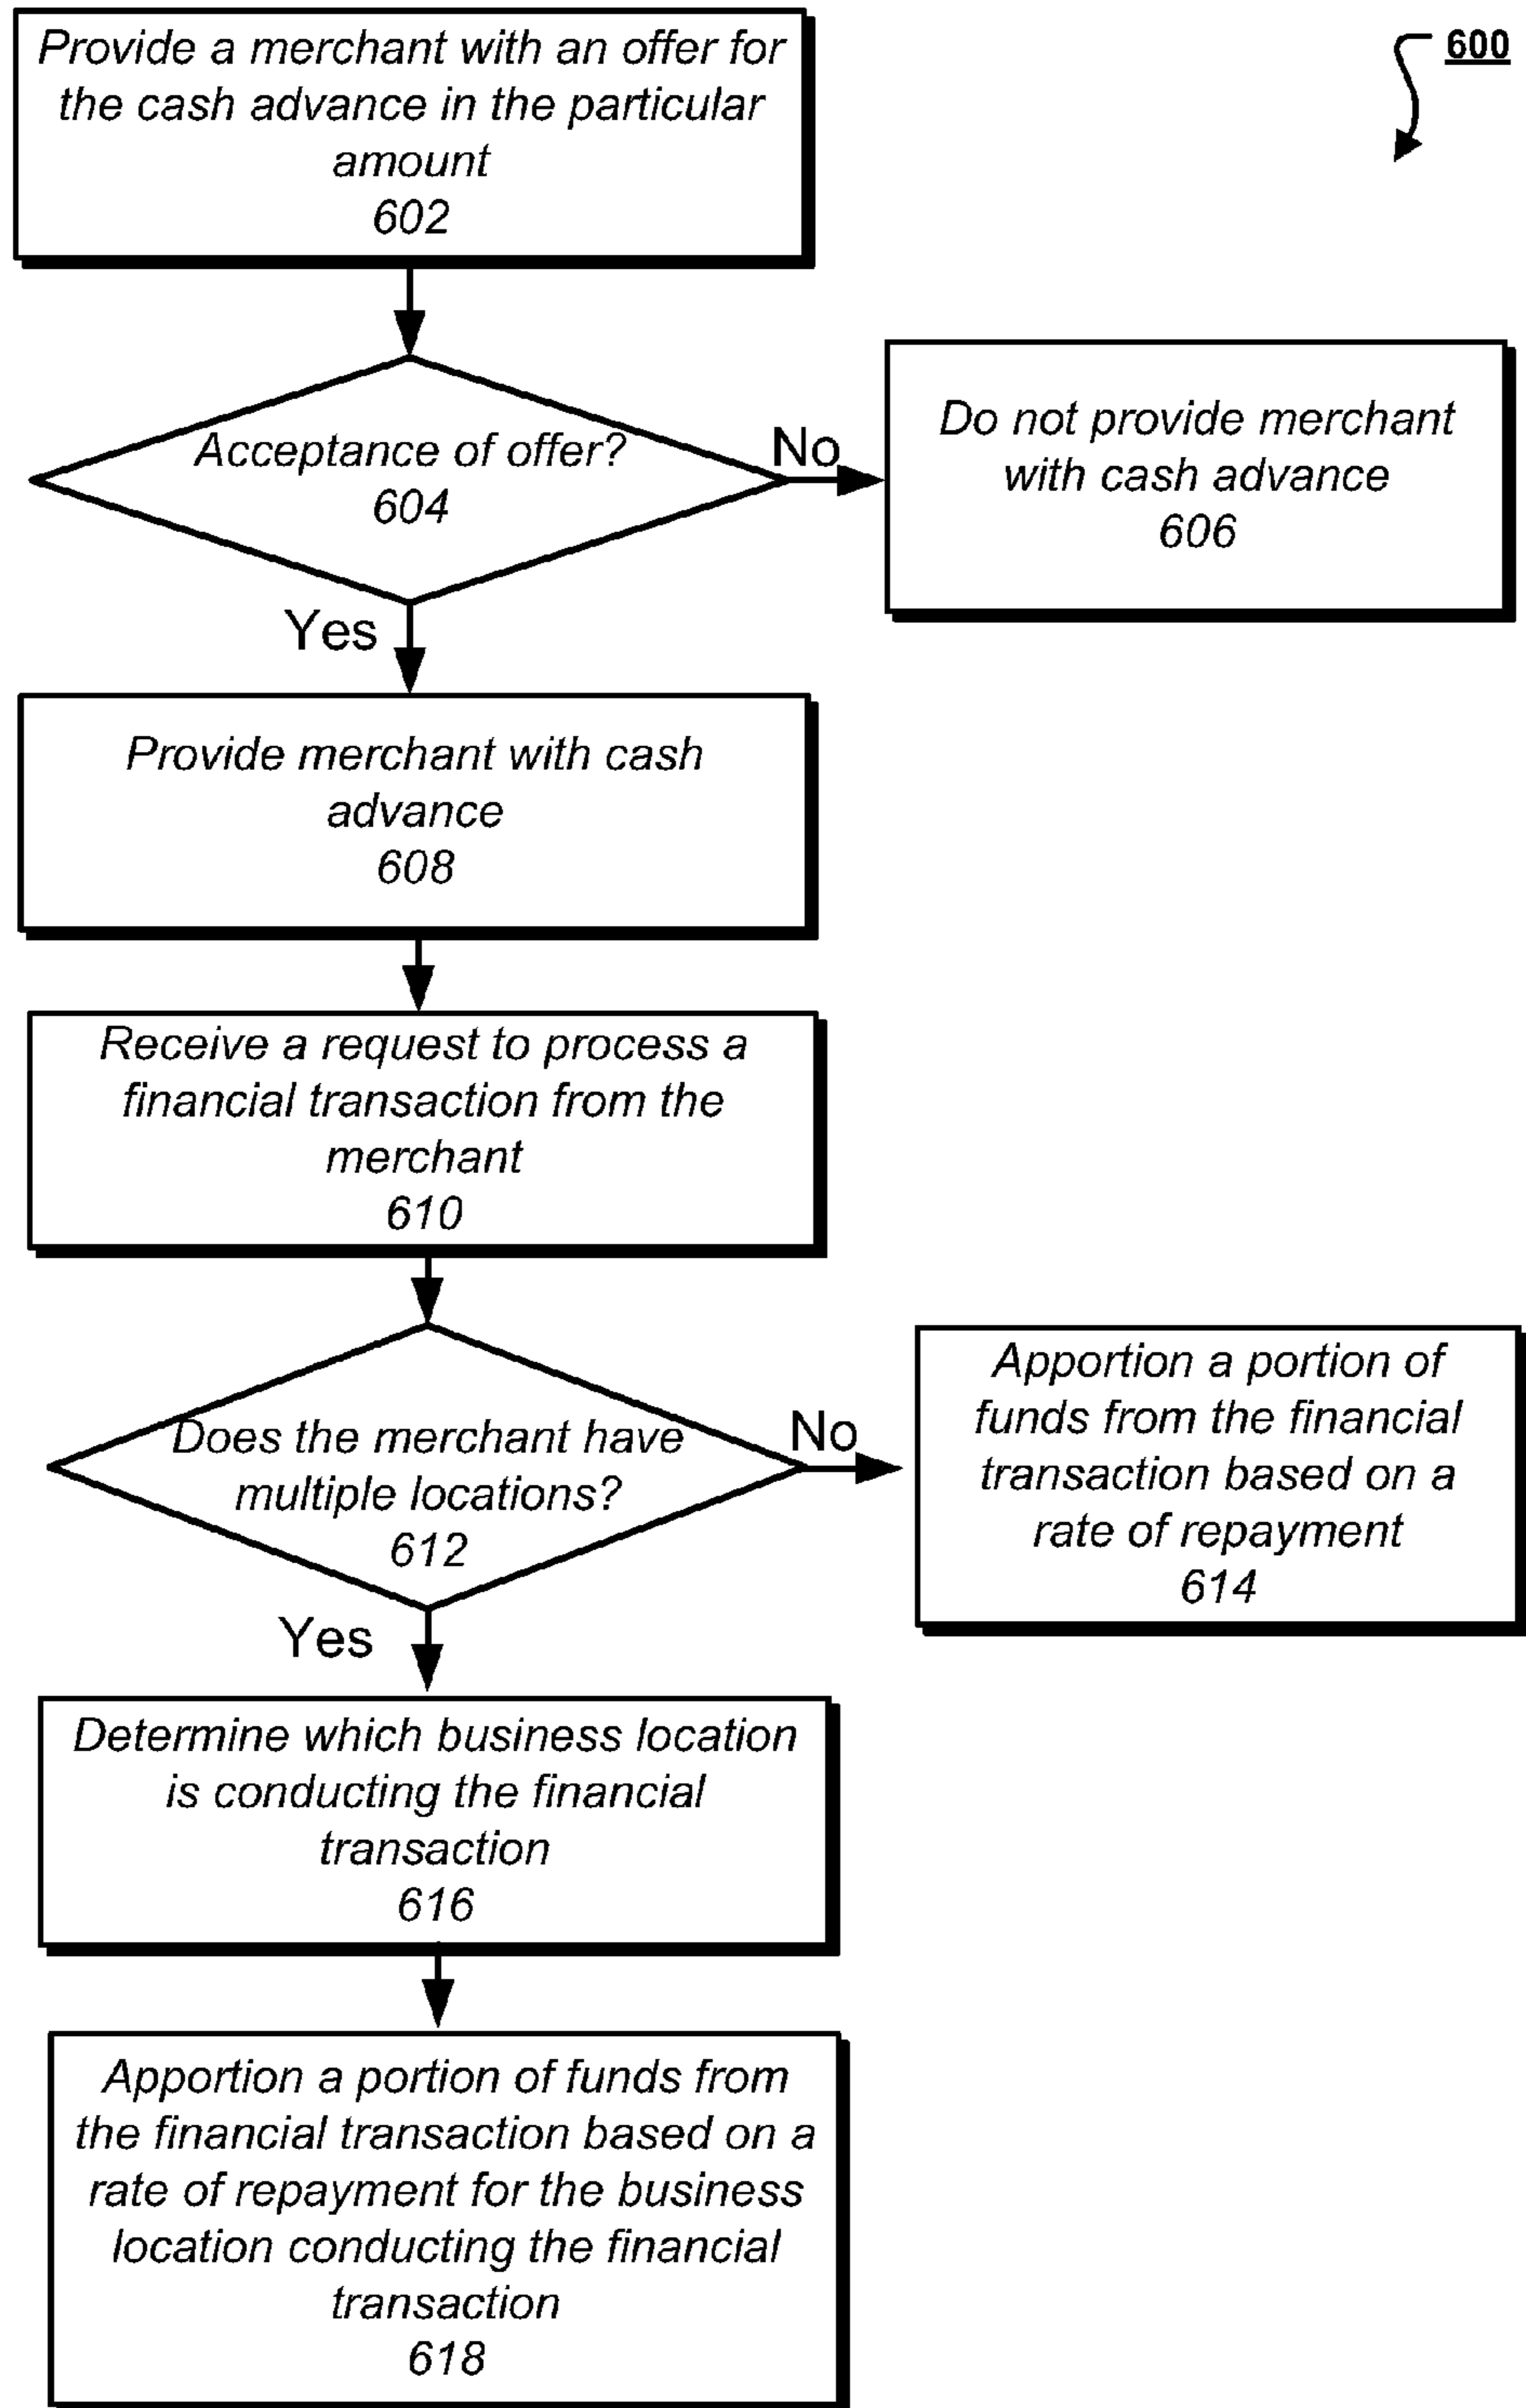 600
Provide a merchant with an offer for
the cash advance in the particular
amount
602
Acceptance of offer?
604
No
Do not provide merchant
with cash advance
606
Yes
Provide merchant with cash
advance
608
Receive a request to process a
financial transaction from the
merchant
610
Does the merchant have
multiple locations?
612
No
Apportion a portion of
funds from the financial
transaction based on a
rate of repayment
614
Yes
Determine which business location
is conducting the financial
transaction
616
Apportion a portion of funds from
the financial transaction based on a
rate of repayment for the business
location conducting the financial
transaction
618